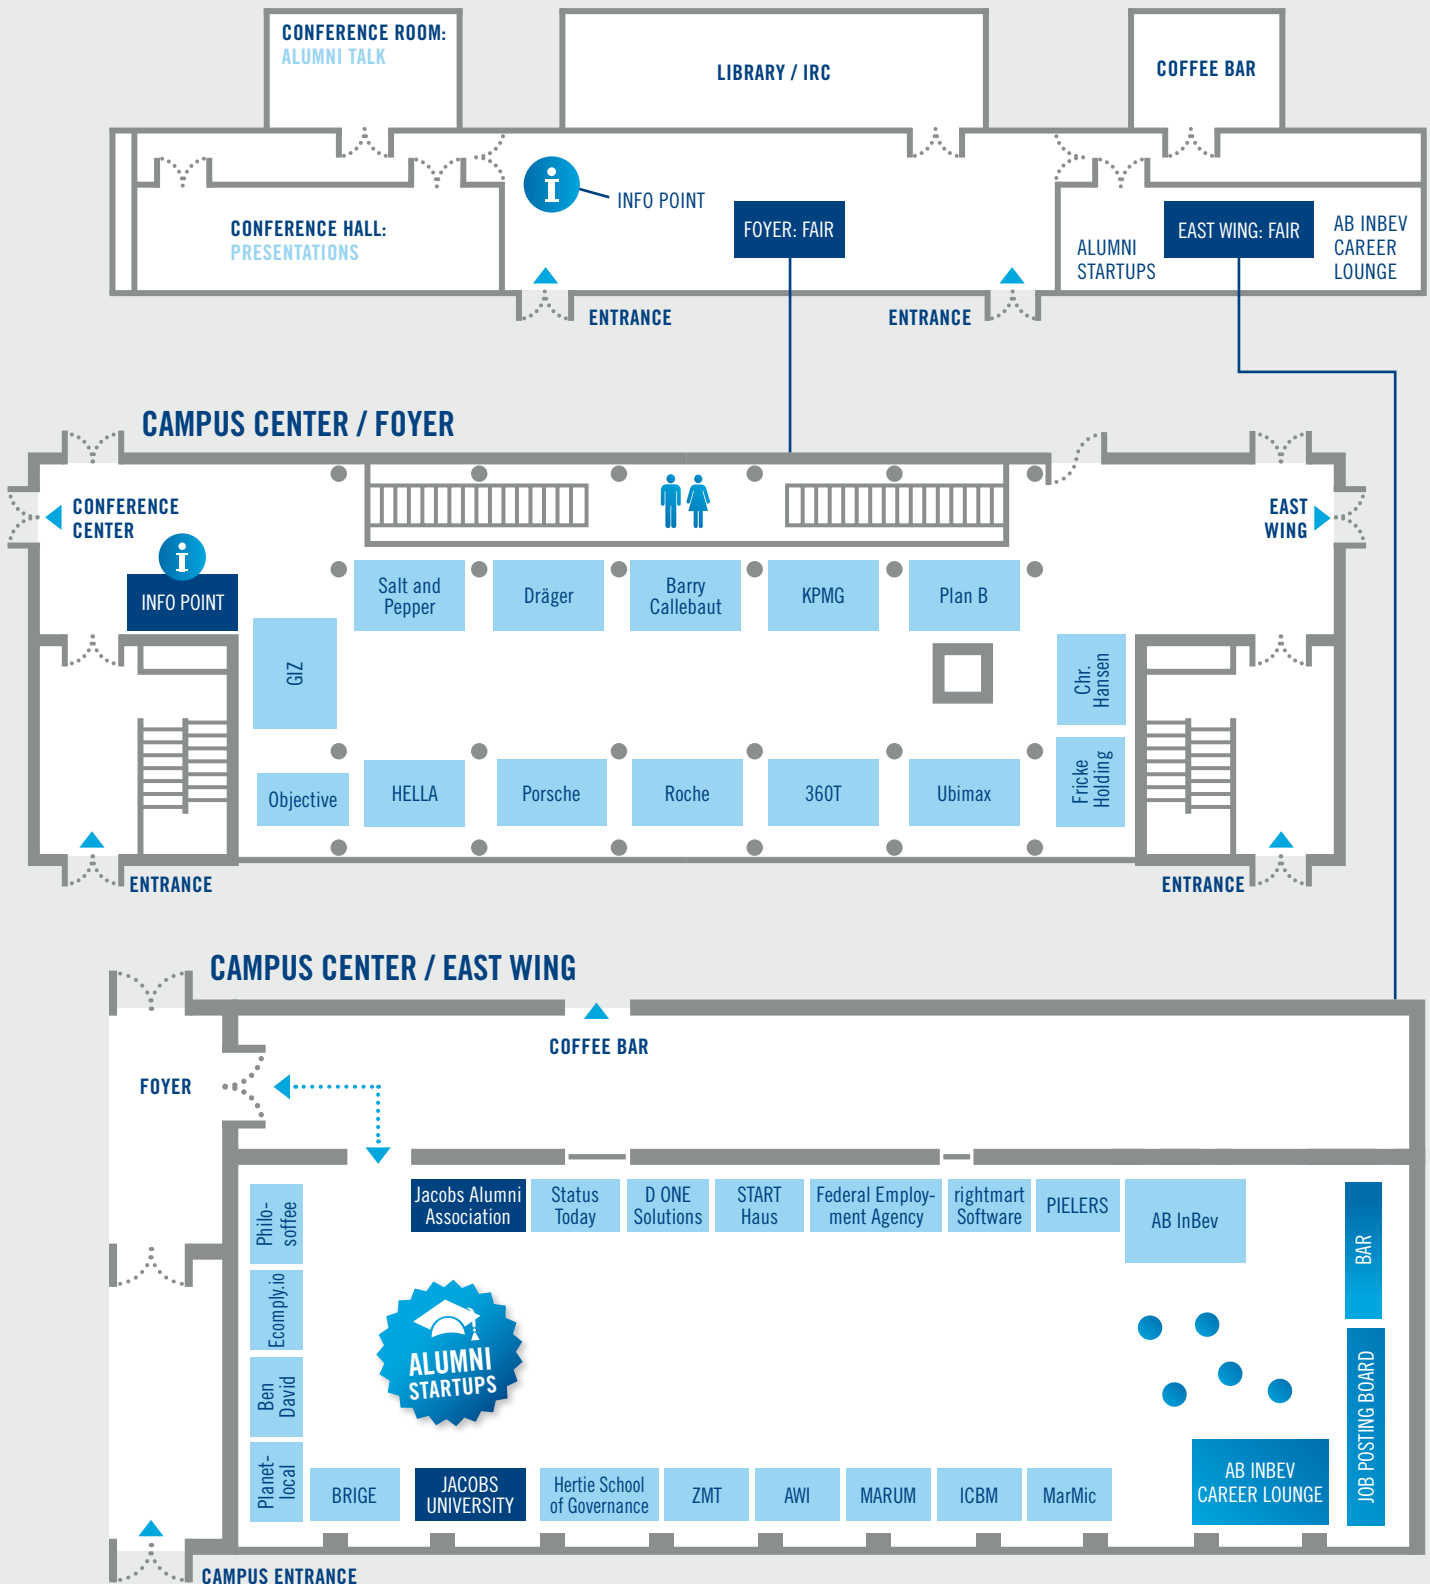 CONFERENCE ROOM:
ALUMNI TALK
LIBRARY / IRC
COFFEE BAR
INFO POINT
CONFERENCE HALL:
PRESENTATIONS
FOYER: FAIR
ALUMNI
STARTUPS
EAST WING: FAIR
AB INBEV
CAREER
LOUNGE
ENTRANCE
ENTRANCE
CAMPUS CENTER / FOYER
CONFERENCE
CENTER
EAST
WING
INFO POINT
Salt and
Pepper
Dräger
Barry
Callebaut
KPMG
Plan B
GIZ
Chr.
Hansen
Objective
HELLA
Porsche
Roche
360T
Ubimax
Fricke
Holding
ENTRANCE
ENTRANCE
CAMPUS CENTER / EAST WING
COFFEE BAR
FOYER
Philo-
soffee
Jacobs Alumni
Association
Status
Today
D ONE
Solutions
START
Haus
Federal Employ-
ment Agency
rightmart
Software
PIELERS
AB InBev
BAR
Ecomply.io
ALUMNI
STARTUPS
Ben
David
JOB POSTING BOARD
Planet-
local
BRIGE
JACOBS
UNIVERSITY
Hertie School
of Governance
ZMT
AWI
MARUM
ICBM
MarMic
AB INBEV
CAREER LOUNGE
CAMPUS ENTRANCE